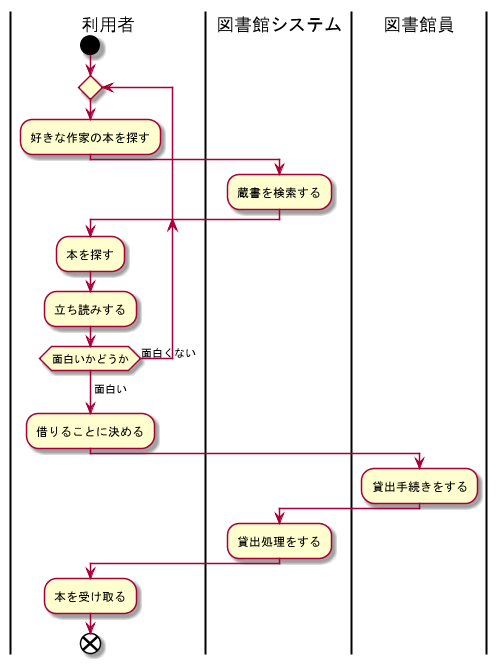 利用者
図書館システム
図書館員
好きな作家の本を探す
蔵書を検索する
本を探す
立ち読みする
面白いかどうか
面白くない
面白い
借りることに決める
貸出手続きをする
貸出処理をする
本を受け取る